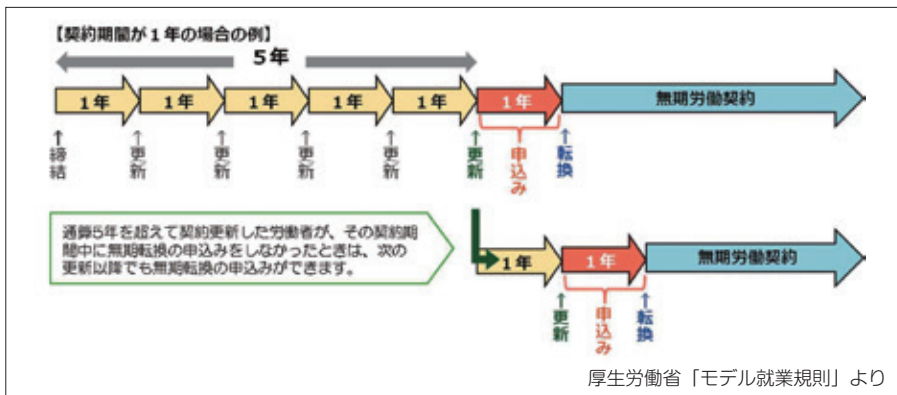 【契約期間が1年の場合の例】
5年
1年 1年 1年 1年 1年 1年 無期労働契約
↑締結 ↑更新 ↑更新 ↑更新 ↑更新 ↑更新 申込み ↑転換
通算5年を超えて契約更新した労働者が、その契約期
間中に無期転換の申込みをしなかったときは、次の
更新以降でも無期転換の申込みができます。
1年 1年 無期労働契約
↑更新 申込み ↑転換
厚生労働省「モデル就業規則」より